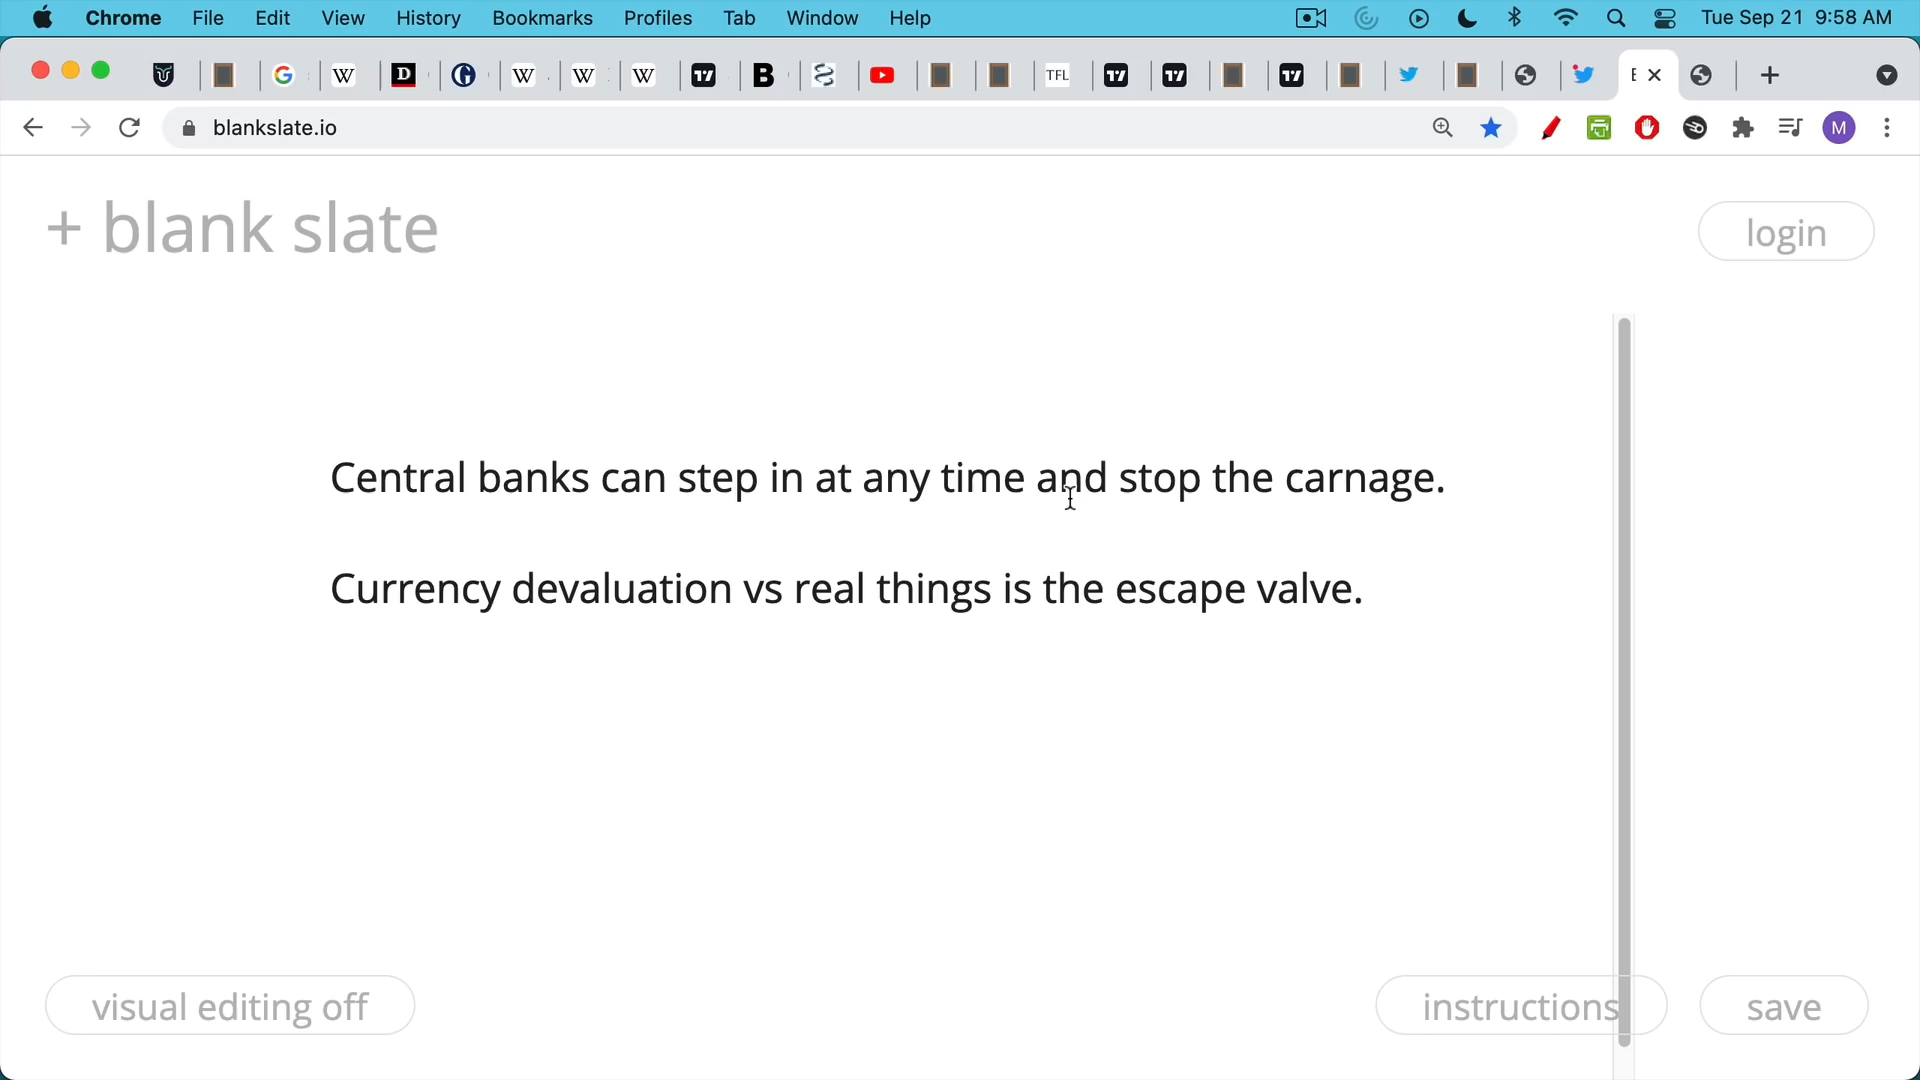 Chrome File Edit View History Bookmarks Profiles Tab Window Help Tue Sep 21 9:58 AM
G W D W W W B TFL E
blankslate.io M
+ blank slate login
Central banks can step in at any time and stop the carnage.
Currency devaluation vs real things is the escape valve.
visual editing off instructions save